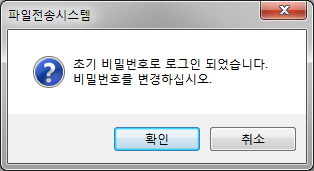 파일전송시스템
초기 비밀번호로 로그인 되었습니다.
비밀번호를 변경하십시오.
확인
취소